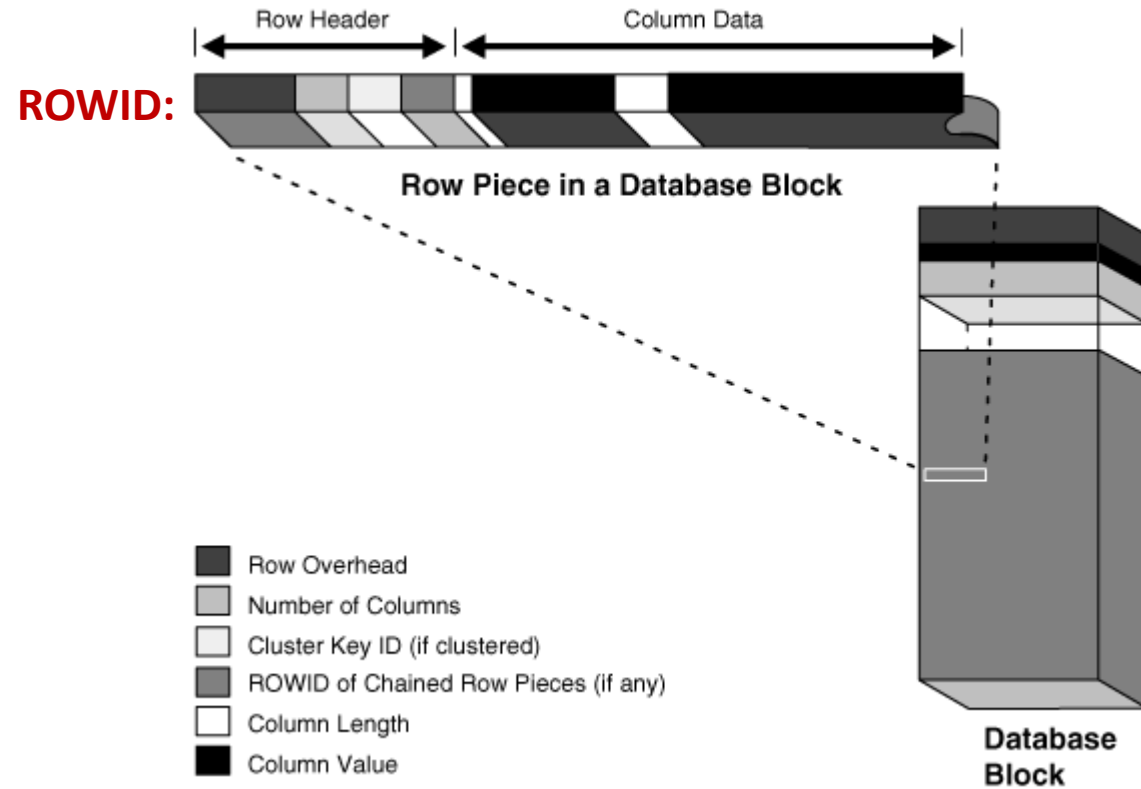 Row Header
Column Data
ROWID:
Row Piece in a Database Block
Row Overhead
Number of Columns
Cluster Key ID (if clustered)
ROWID of Chained Row Pieces (if any)
Column Length
Column Value
Database
Block